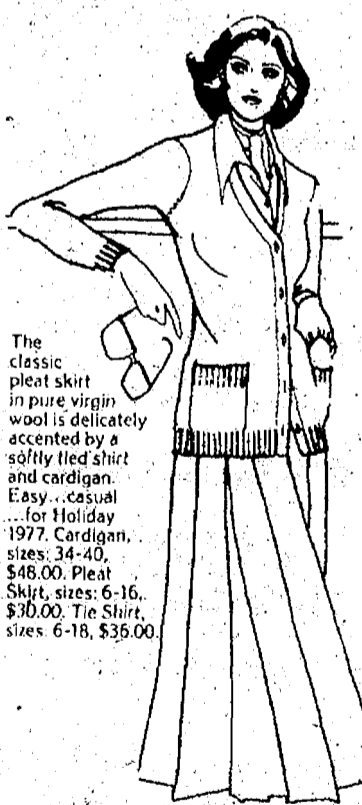 The
classic
pleat skirt
in pure virgin
wool is delicately
accented by a
softly tied shirt
and cardigan.
Easy...casual
...for Holiday
1977. Cardigan,
sizes: 34-40,
$48.00. Pleat
Skirt, sizes: 6-16,
$30.00. Tie Shirt,
sizes: 6-18, $36.00.